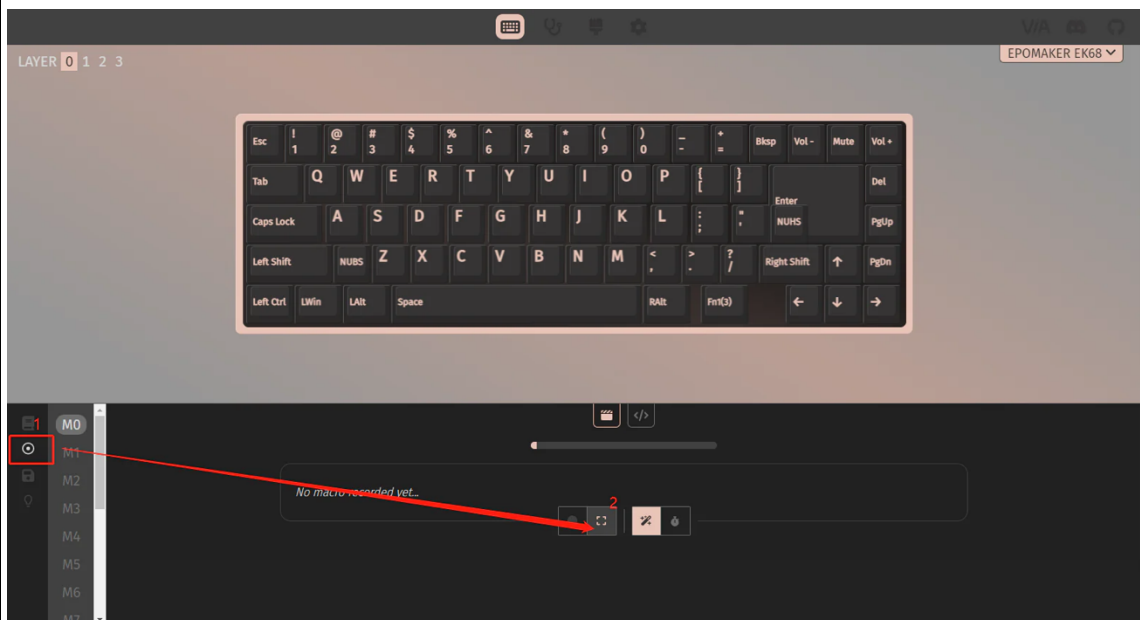 VIA
LAYER 0 1 2 3
EPOMAKER EK68
Esc ! 1 @ 2 # 3 $ 4 % 5 ^ 6 & 7 * 8 ( 9 ) 0 _ - + = Bksp Vol - Mute Vol +
Tab Q W E R T Y U I O P { [ } ] Del
Caps Lock A S D F G H J K L : ; " ' Enter NUHS PgUp
Left Shift NUBS Z X C V B N M < , > . ? / Right Shift ↑ PgDn
Left Ctrl LWin LAlt Space RAlt Fn1(3) ← ↓ →
1
M0
</>
M1
M2
No macro recorded yet...
2
M3
M4
M5
M6
M7